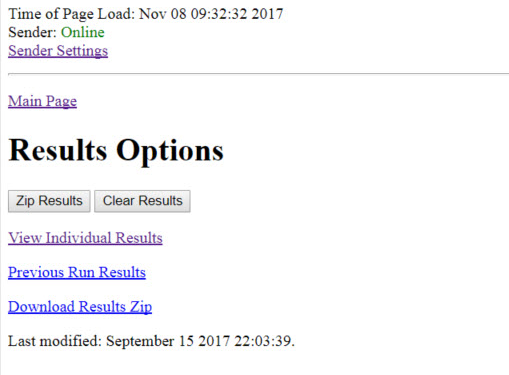 Time of Page Load: Nov 08 09:32:32 2017
Sender: Online
Sender Settings
Main Page
Results Options
Zip Results Clear Results
View Individual Results
Previous Run Results
Download Results Zip
Last modified: September 15 2017 22:03:39.